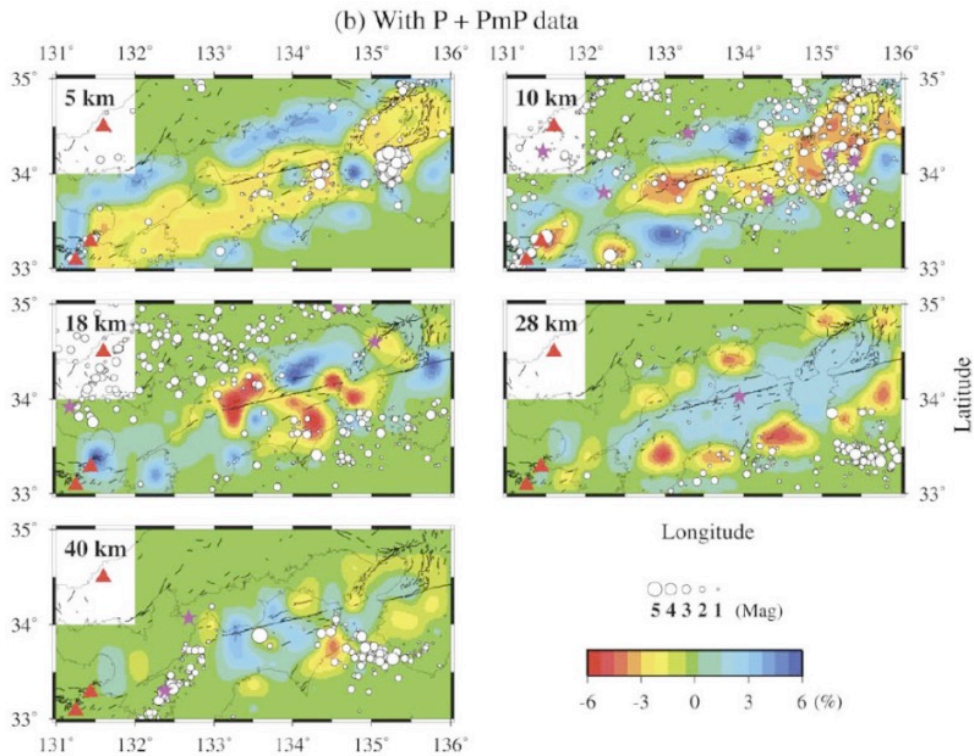 (b) With P + PmP data
131° 132° 133° 134° 135° 136° 131° 132° 133° 134° 135° 136°
35° 35°
5 km 10 km
34° 34°
33° 33°
35° 35°
18 km 28 km
34° 34°
Latitude
33° 33°
35°
40 km
Longitude
34°
5 4 3 2 1 (Mag)
33°
-6 -3 0 3 6 (%)
131° 132° 133° 134° 135° 136°